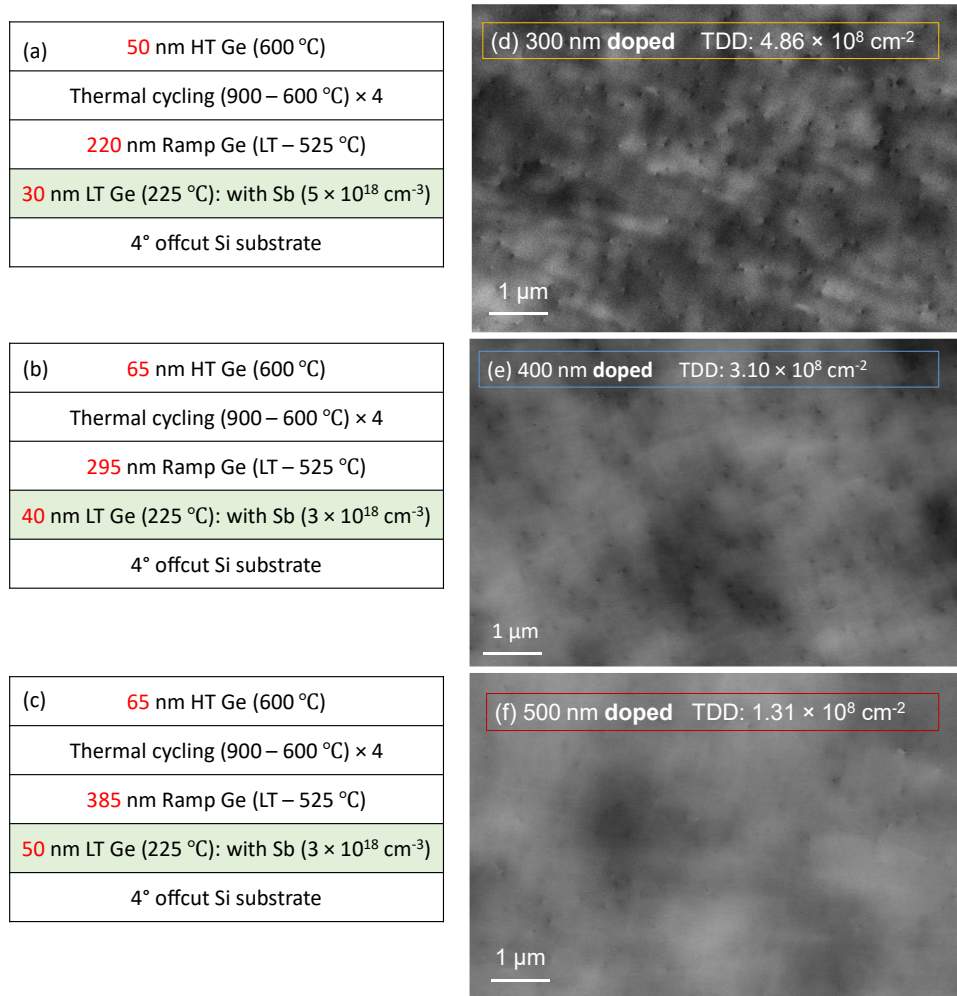 (a) 50 nm HT Ge (600 ℃)
Thermal cycling (900 – 600 ℃) × 4
220 nm Ramp Ge (LT – 525 ℃)
30 nm LT Ge (225 ℃): with Sb (5 × 10¹⁸ cm⁻³)
4° offcut Si substrate
(d) 300 nm doped TDD: 4.86 × 10⁸ cm⁻²
1 µm
(b) 65 nm HT Ge (600 ℃)
Thermal cycling (900 – 600 ℃) × 4
295 nm Ramp Ge (LT – 525 ℃)
40 nm LT Ge (225 ℃): with Sb (3 × 10¹⁸ cm⁻³)
4° offcut Si substrate
(e) 400 nm doped TDD: 3.10 × 10⁸ cm⁻²
1 µm
(c) 65 nm HT Ge (600 ℃)
Thermal cycling (900 – 600 ℃) × 4
385 nm Ramp Ge (LT – 525 ℃)
50 nm LT Ge (225 ℃): with Sb (3 × 10¹⁸ cm⁻³)
4° offcut Si substrate
(f) 500 nm doped TDD: 1.31 × 10⁸ cm⁻²
1 µm